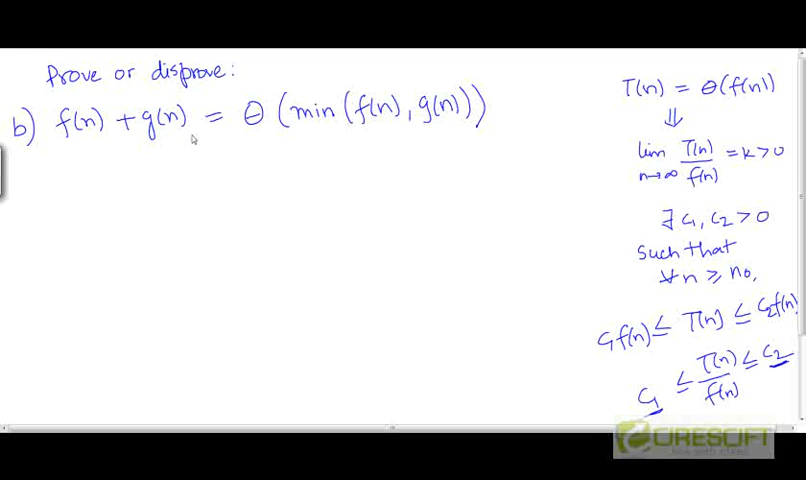 Prove or disprove:
b) f(n) + g(n) = Θ (min (f(n), g(n)))
T(n) = Θ(f(n))
⇓
lim n→∞ T(n)/f(n) = k > 0
∃ c₁, c₂ > 0
such that
∀ n ≥ n₀,
c₁f(n) ≤ T(n) ≤ c₂f(n)
c₁ ≤ T(n)/f(n) ≤ c₂